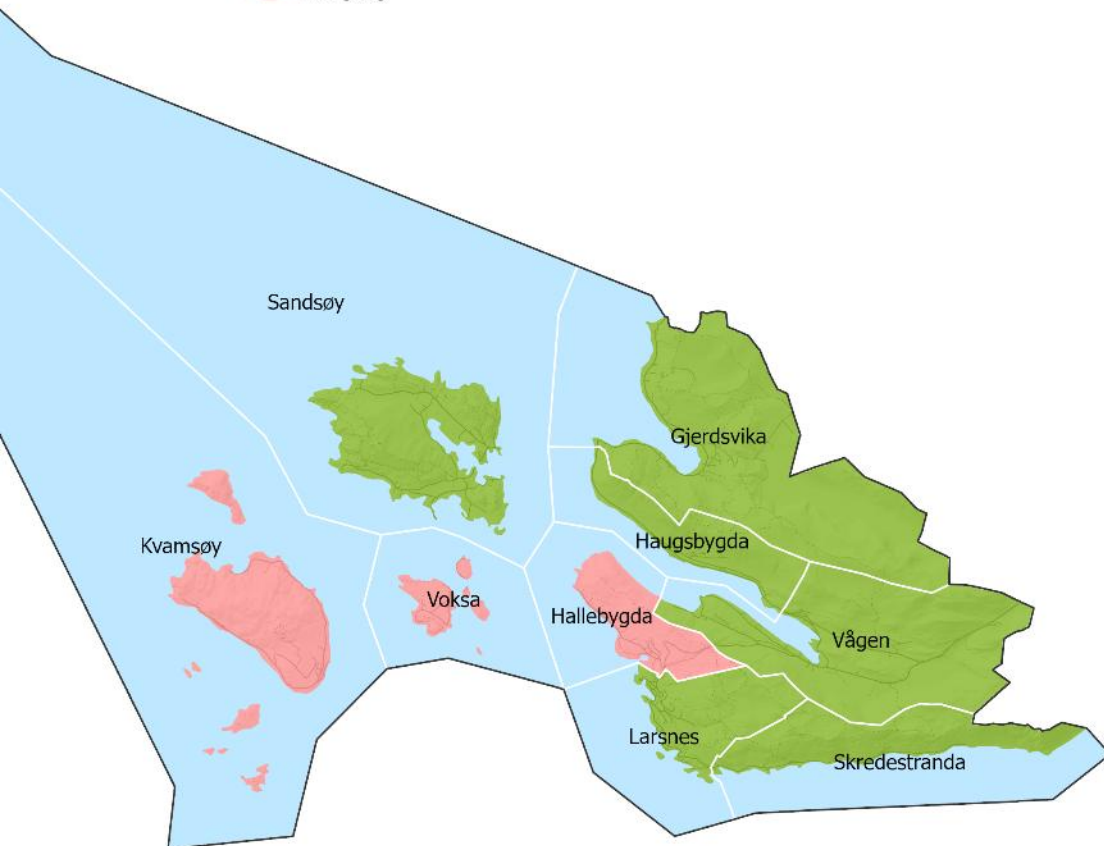 Sandsøy
Gjerdsvika
Haugsbygda
Kvamsøy
Voksa
Hallebygda
Vågen
Larsnes
Skredestranda